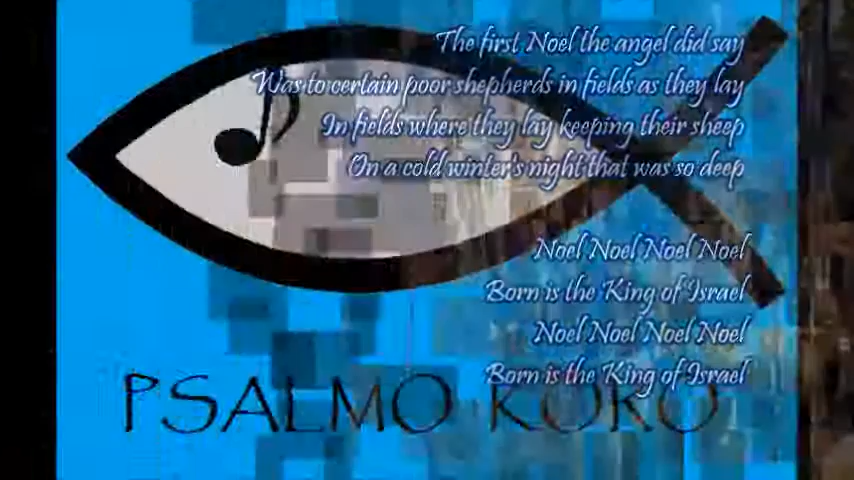 The first Noel the angel did say
Was to certain poor shepherds in fields as they lay
In fields where they lay keeping their sheep
On a cold winter's night that was so deep
Noel Noel Noel Noel
Born is the King of Israel
Noel Noel Noel Noel
Born is the King of Israel
PSALMO KORO